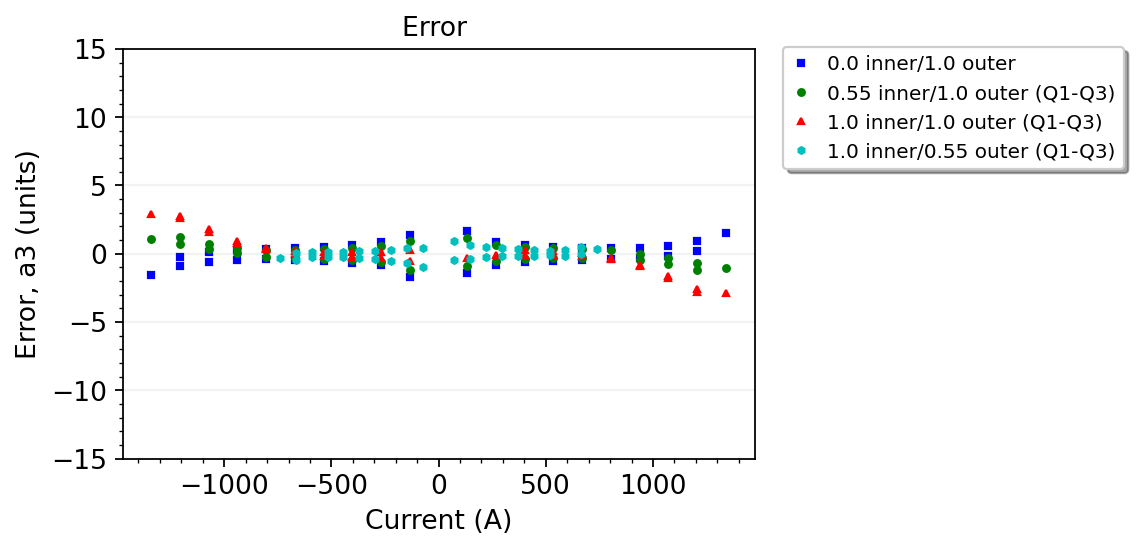 Error
15
10
5
0
−5
−10
−15
Error, a3 (units)
−1000 −500 0 500 1000
Current (A)
0.0 inner/1.0 outer
0.55 inner/1.0 outer (Q1-Q3)
1.0 inner/1.0 outer (Q1-Q3)
1.0 inner/0.55 outer (Q1-Q3)